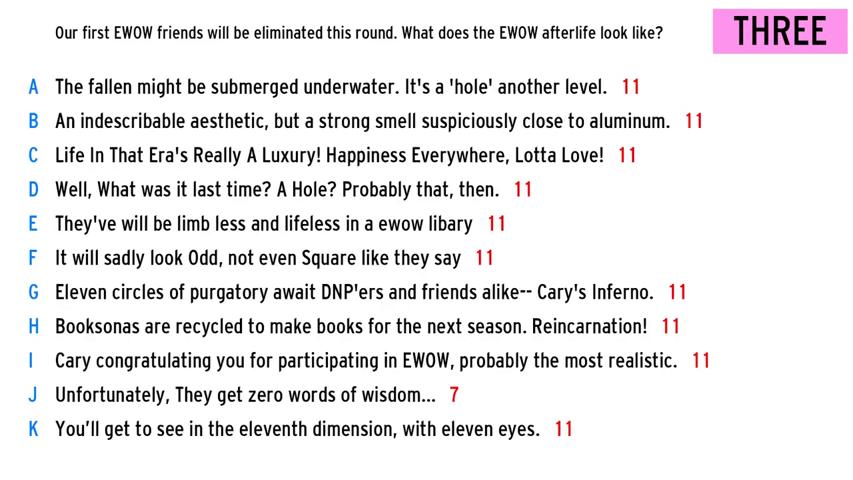 Our first EWOW friends will be eliminated this round. What does the EWOW afterlife look like?
THREE
A The fallen might be submerged underwater. It's a 'hole' another level. 11
B An indescribable aesthetic, but a strong smell suspiciously close to aluminum. 11
C Life In That Era's Really A Luxury! Happiness Everywhere, Lotta Love! 11
D Well, What was it last time? A Hole? Probably that, then. 11
E They've will be limb less and lifeless in a ewow libary 11
F It will sadly look Odd, not even Square like they say 11
G Eleven circles of purgatory await DNP'ers and friends alike-- Cary's Inferno. 11
H Booksonas are recycled to make books for the next season. Reincarnation! 11
I Cary congratulating you for participating in EWOW, probably the most realistic. 11
J Unfortunately, They get zero words of wisdom... 7
K You’ll get to see in the eleventh dimension, with eleven eyes. 11